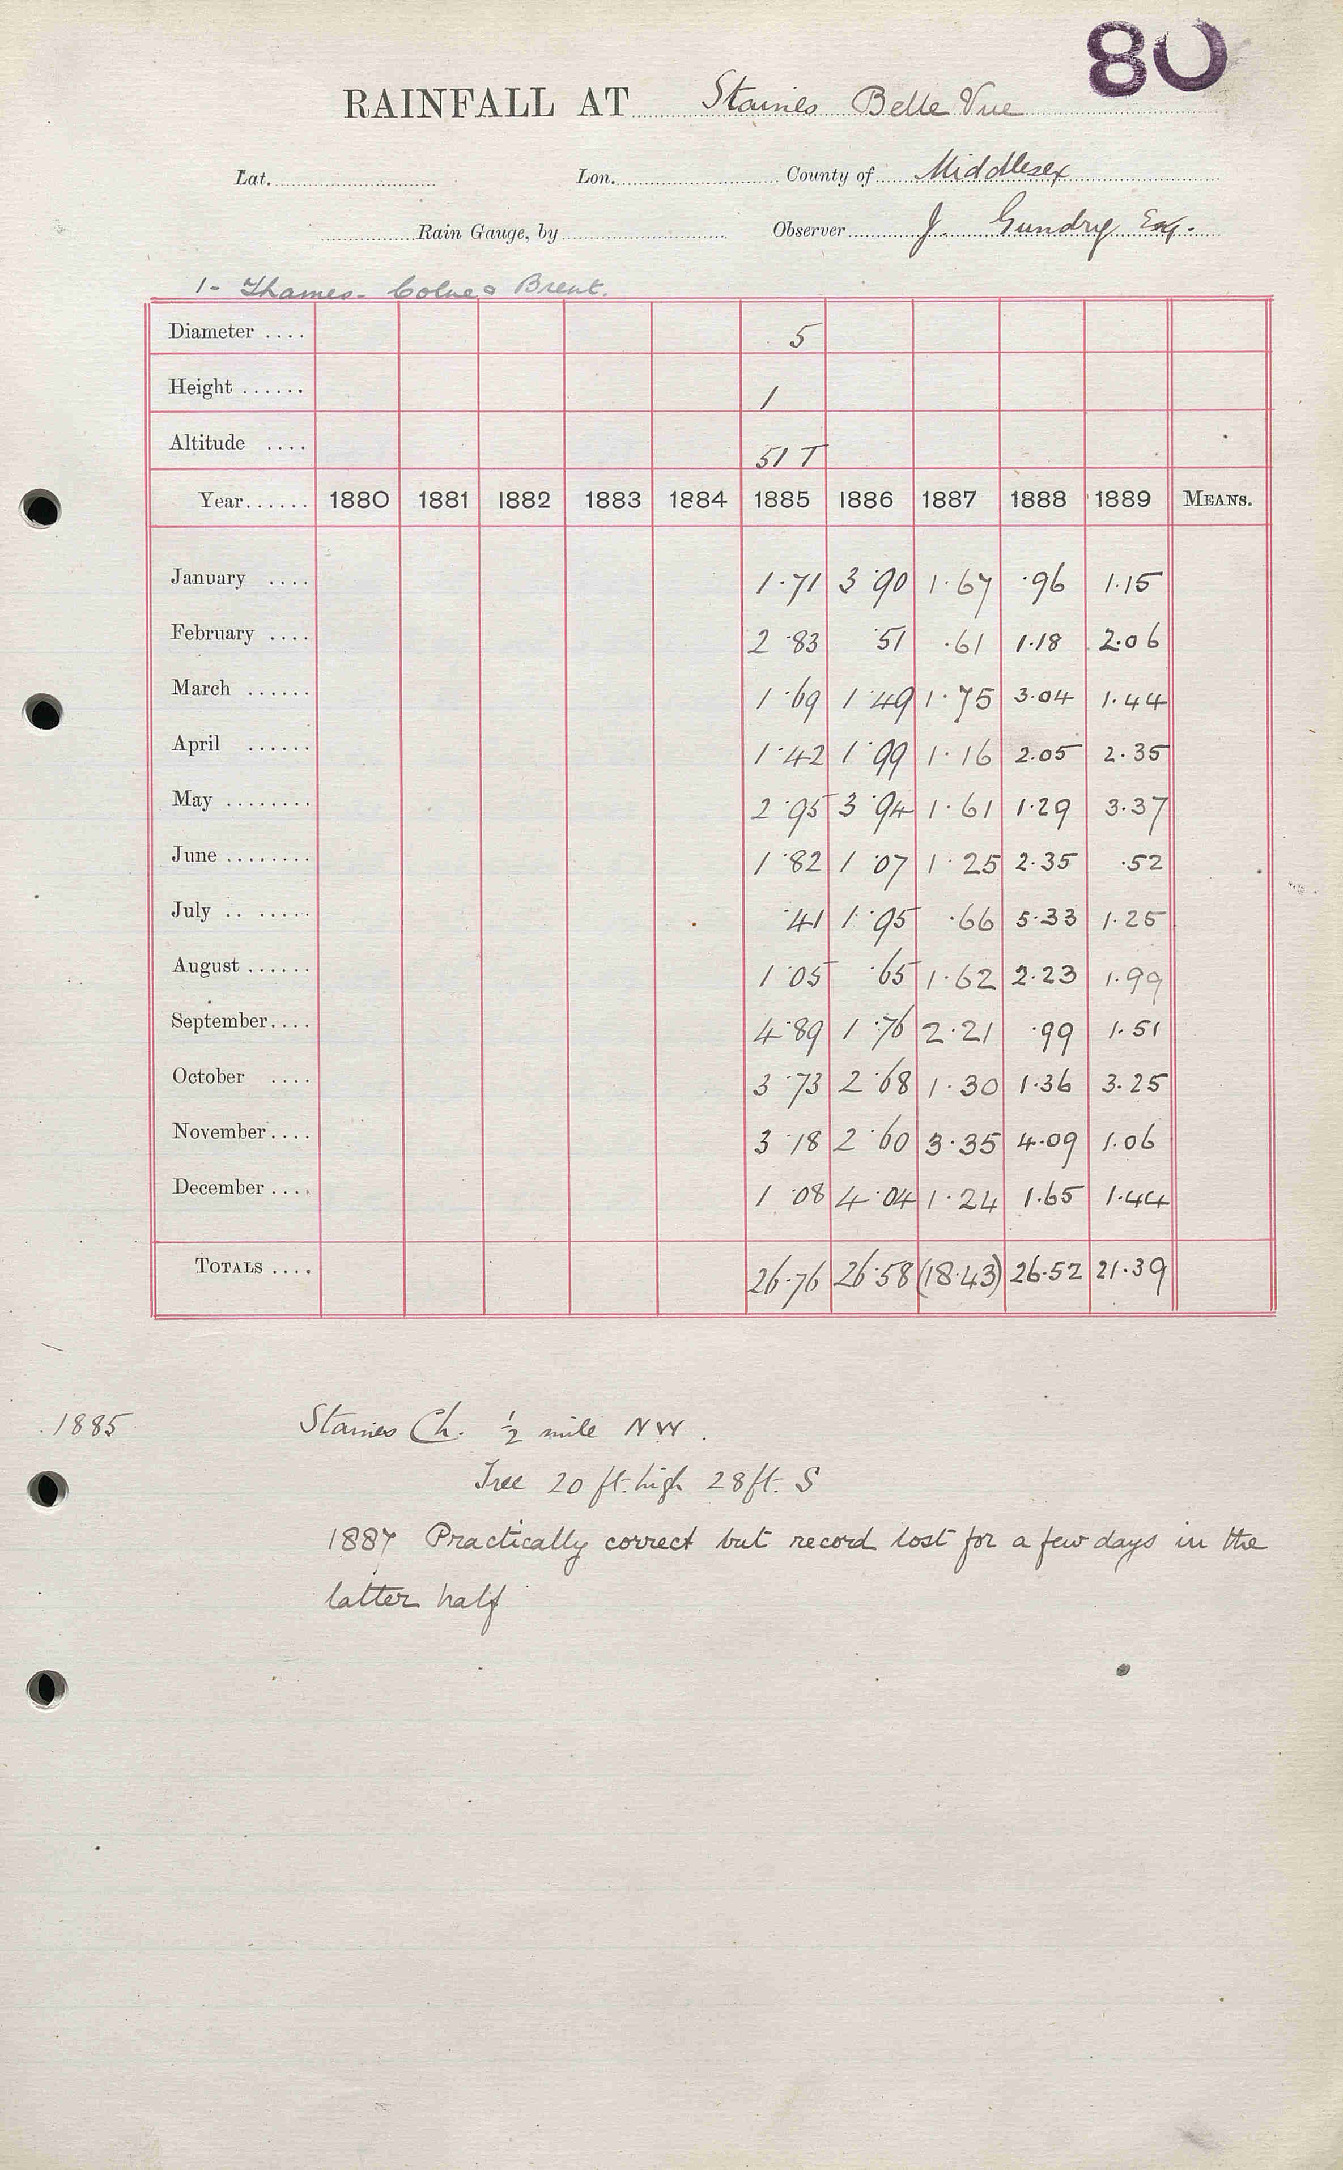 80
RAINFALL AT Staines Belle Vue
Lat. Lon. County of Middlesex
Rain Gauge, by Observer J. Gundry Esq.
1- Thames- Colne & Brent.
Diameter .... 5
Height ...... 1
Altitude .... 51 T
Year...... 1880 1881 1882 1883 1884 1885 1886 1887 1888 1889 MEANS.
January .... 1.71 3.90 1.67 .96 1.15
February .... 2.83 .51 .61 1.18 2.06
March ...... 1.69 1.49 1.75 3.04 1.44
April ...... 1.42 1.99 1.16 2.05 2.35
May ........ 2.95 3.94 1.61 1.29 3.37
June ........ 1.82 1.07 1.25 2.35 .52
July .. ...... .41 1.95 .66 5.33 1.25
August ...... 1.05 .65 1.62 2.23 1.99
September.... 4.89 1.76 2.21 .99 1.51
October .... 3.73 2.68 1.30 1.36 3.25
November.... 3.18 2.60 3.35 4.09 1.06
December .... 1.08 4.04 1.24 1.65 1.44
TOTALS .... 26.76 26.58 (18.43) 26.52 21.39
1885 Staines Ch. ½ mile NW.
Tree 20 ft. high 28 ft. S
1887 Practically correct but record lost for a few days in the
latter half